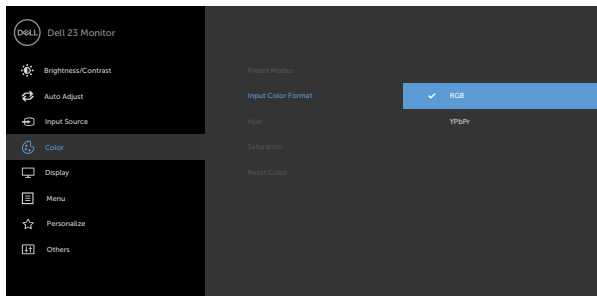 DELL
Dell 23 Monitor
Brightness/Contrast
Auto Adjust
Input Source
Color
Display
Menu
Personalize
Others
Preset Modes
Input Color Format
Hue
Saturation
Reset Color
RGB
YPbPr